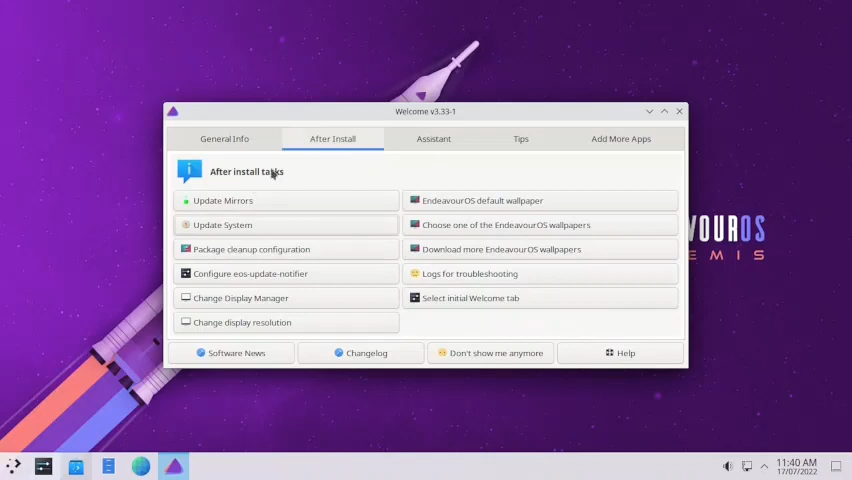 Welcome v3.33-1
General Info
After Install
Assistant
Tips
Add More Apps
After install tasks
Update Mirrors
EndeavourOS default wallpaper
Update System
Choose one of the EndeavourOS wallpapers
Package cleanup configuration
Download more EndeavourOS wallpapers
Configure eos-update-notifier
Logs for troubleshooting
Change Display Manager
Select initial Welcome tab
Change display resolution
Software News
Changelog
Don't show me anymore
Help
VOUROS
EMIS
11:40 AM
17/07/2022